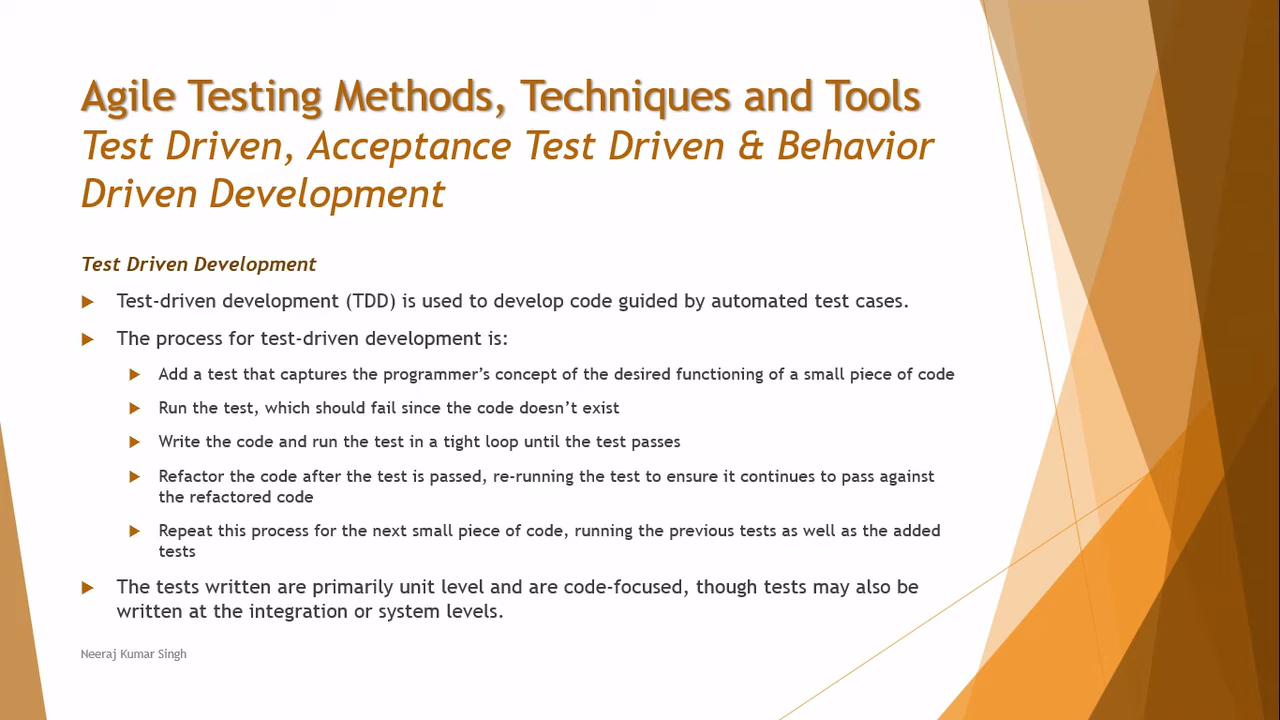 Agile Testing Methods, Techniques and Tools
Test Driven, Acceptance Test Driven & Behavior
Driven Development
Test Driven Development
Test-driven development (TDD) is used to develop code guided by automated test cases.
The process for test-driven development is:
Add a test that captures the programmer’s concept of the desired functioning of a small piece of code
Run the test, which should fail since the code doesn’t exist
Write the code and run the test in a tight loop until the test passes
Refactor the code after the test is passed, re-running the test to ensure it continues to pass against
the refactored code
Repeat this process for the next small piece of code, running the previous tests as well as the added
tests
The tests written are primarily unit level and are code-focused, though tests may also be
written at the integration or system levels.
Neeraj Kumar Singh